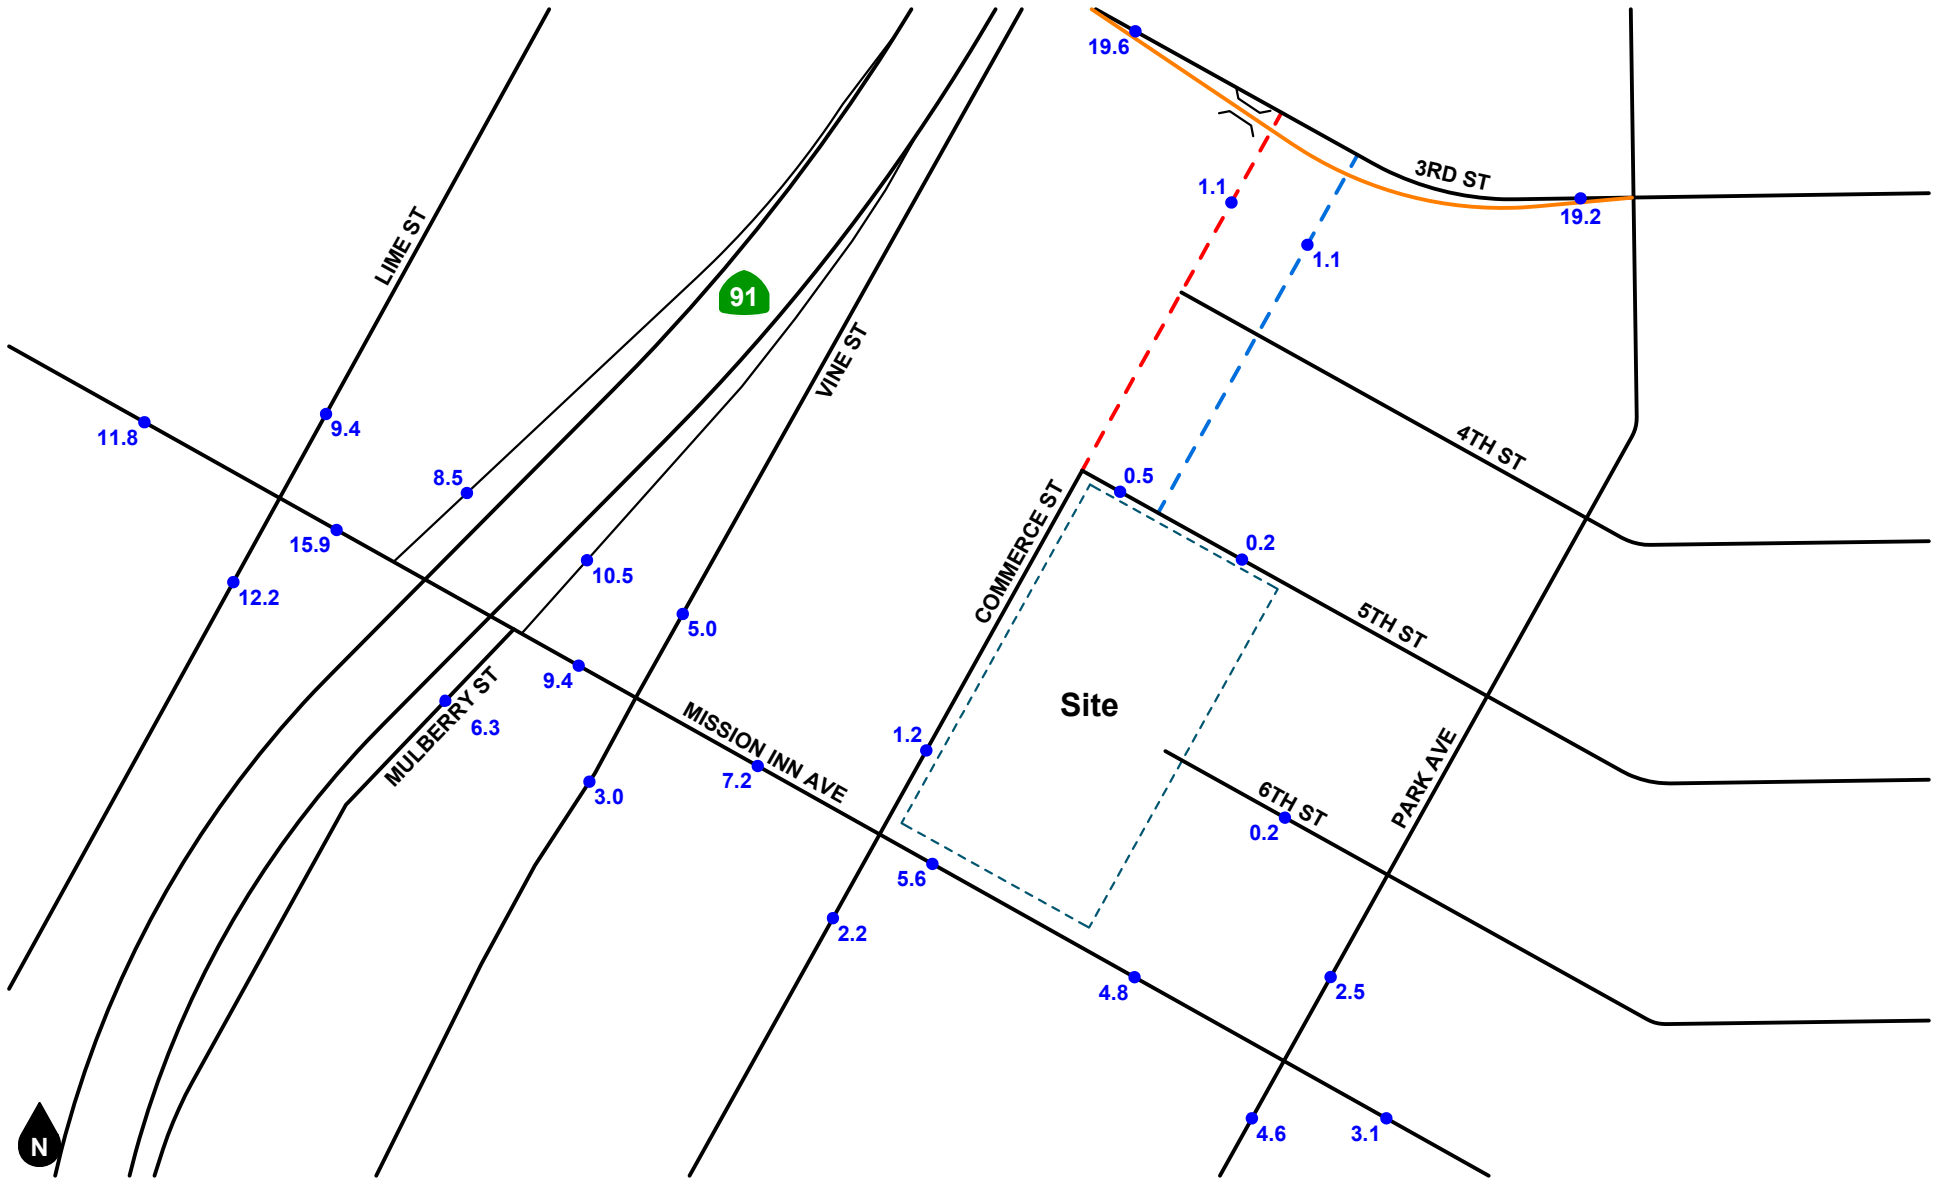 19.6
3RD ST
1.1
19.2
LIME ST
1.1
91
VINE ST
11.8
9.4
4TH ST
8.5
0.5
15.9
COMMERCE ST
0.2
10.5
12.2
5.0
5TH ST
9.4
MULBERRY ST
6.3
MISSION INN AVE
Site
1.2
7.2
3.0
6TH ST
PARK AVE
0.2
5.6
2.2
4.8
2.5
N
4.6
3.1